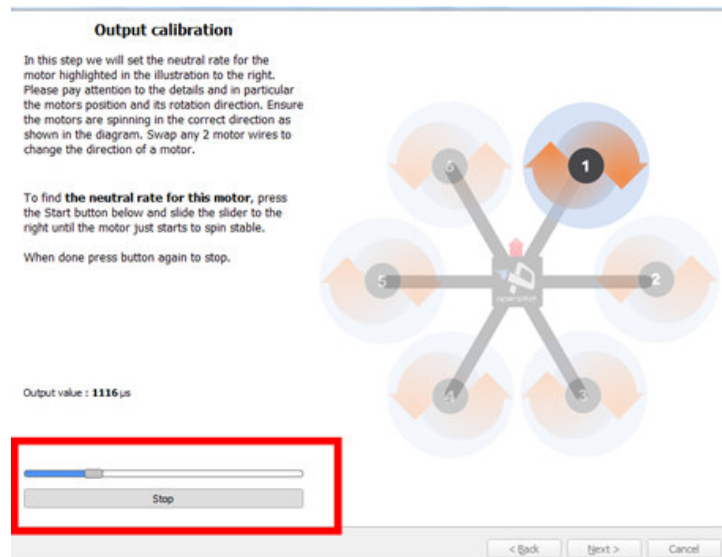 Output calibration
In this step we will set the neutral rate for the
motor highlighted in the illustration to the right.
Please pay attention to the details and in particular
the motors position and its rotation direction. Ensure
the motors are spinning in the correct direction as
shown in the diagram. Swap any 2 motor wires to
change the direction of a motor.
To find the neutral rate for this motor, press
the Start button below and slide the slider to the
right until the motor just starts to spin stable.
When done press button again to stop.
6
1
5
openpilot
2
4
3
Output value : 1116 µs
Stop
< Back
Next >
Cancel